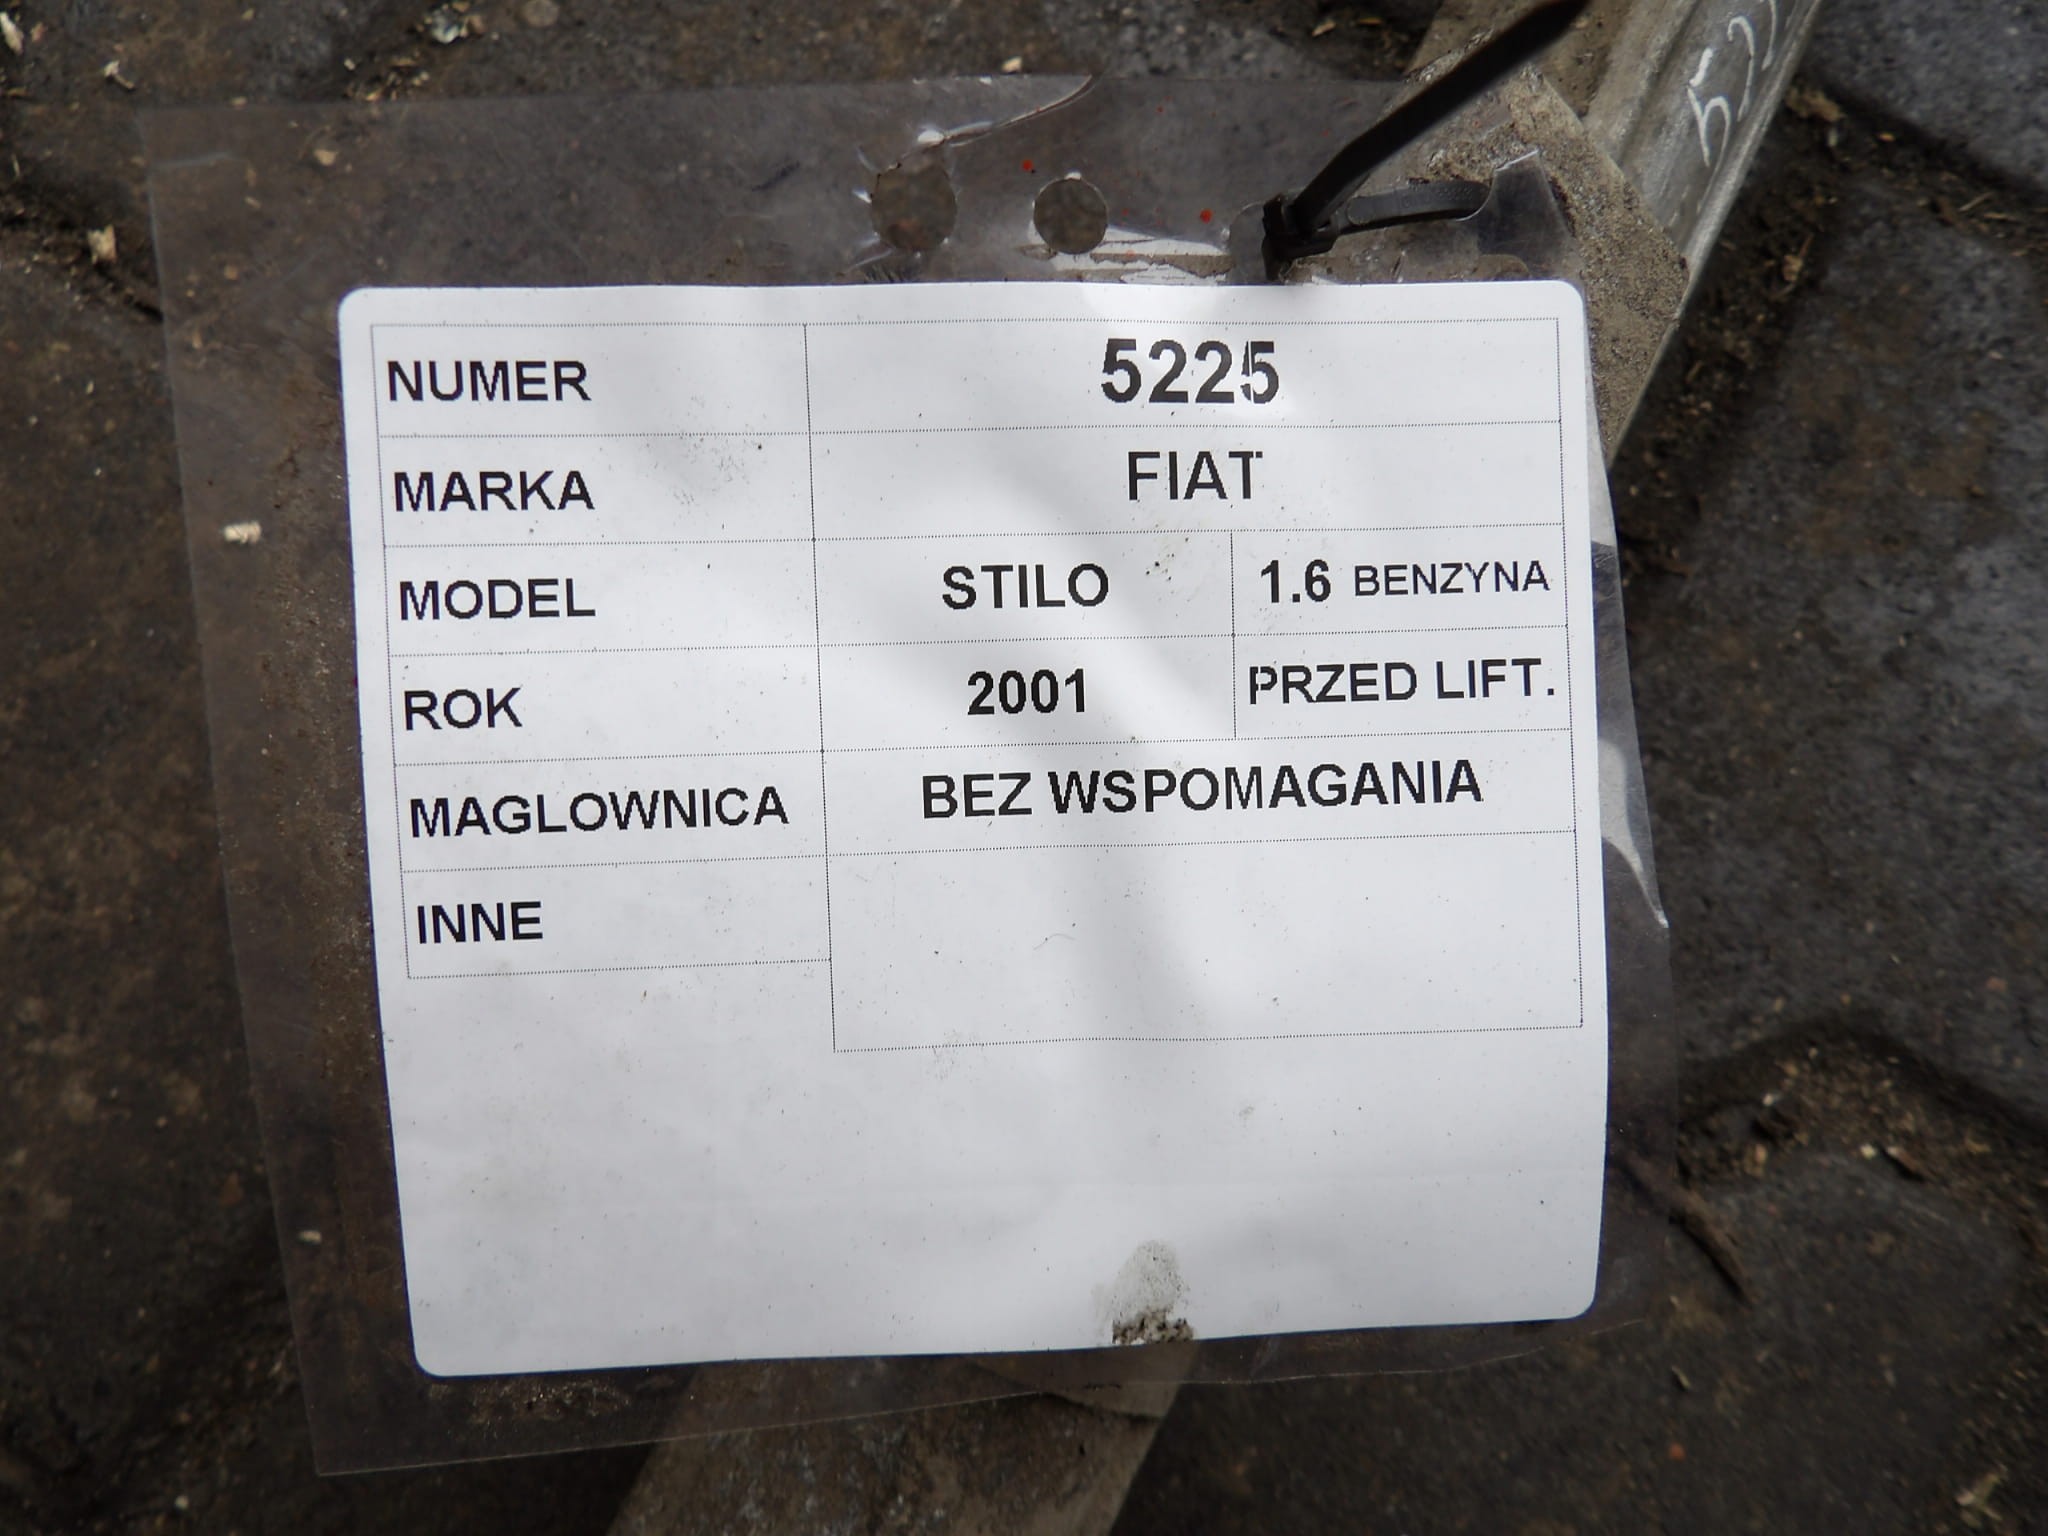 NUMER 5225
MARKA FIAT
MODEL STILO 1.6 BENZYNA
ROK 2001 PRZED LIFT.
MAGLOWNICA BEZ WSPOMAGANIA
INNE